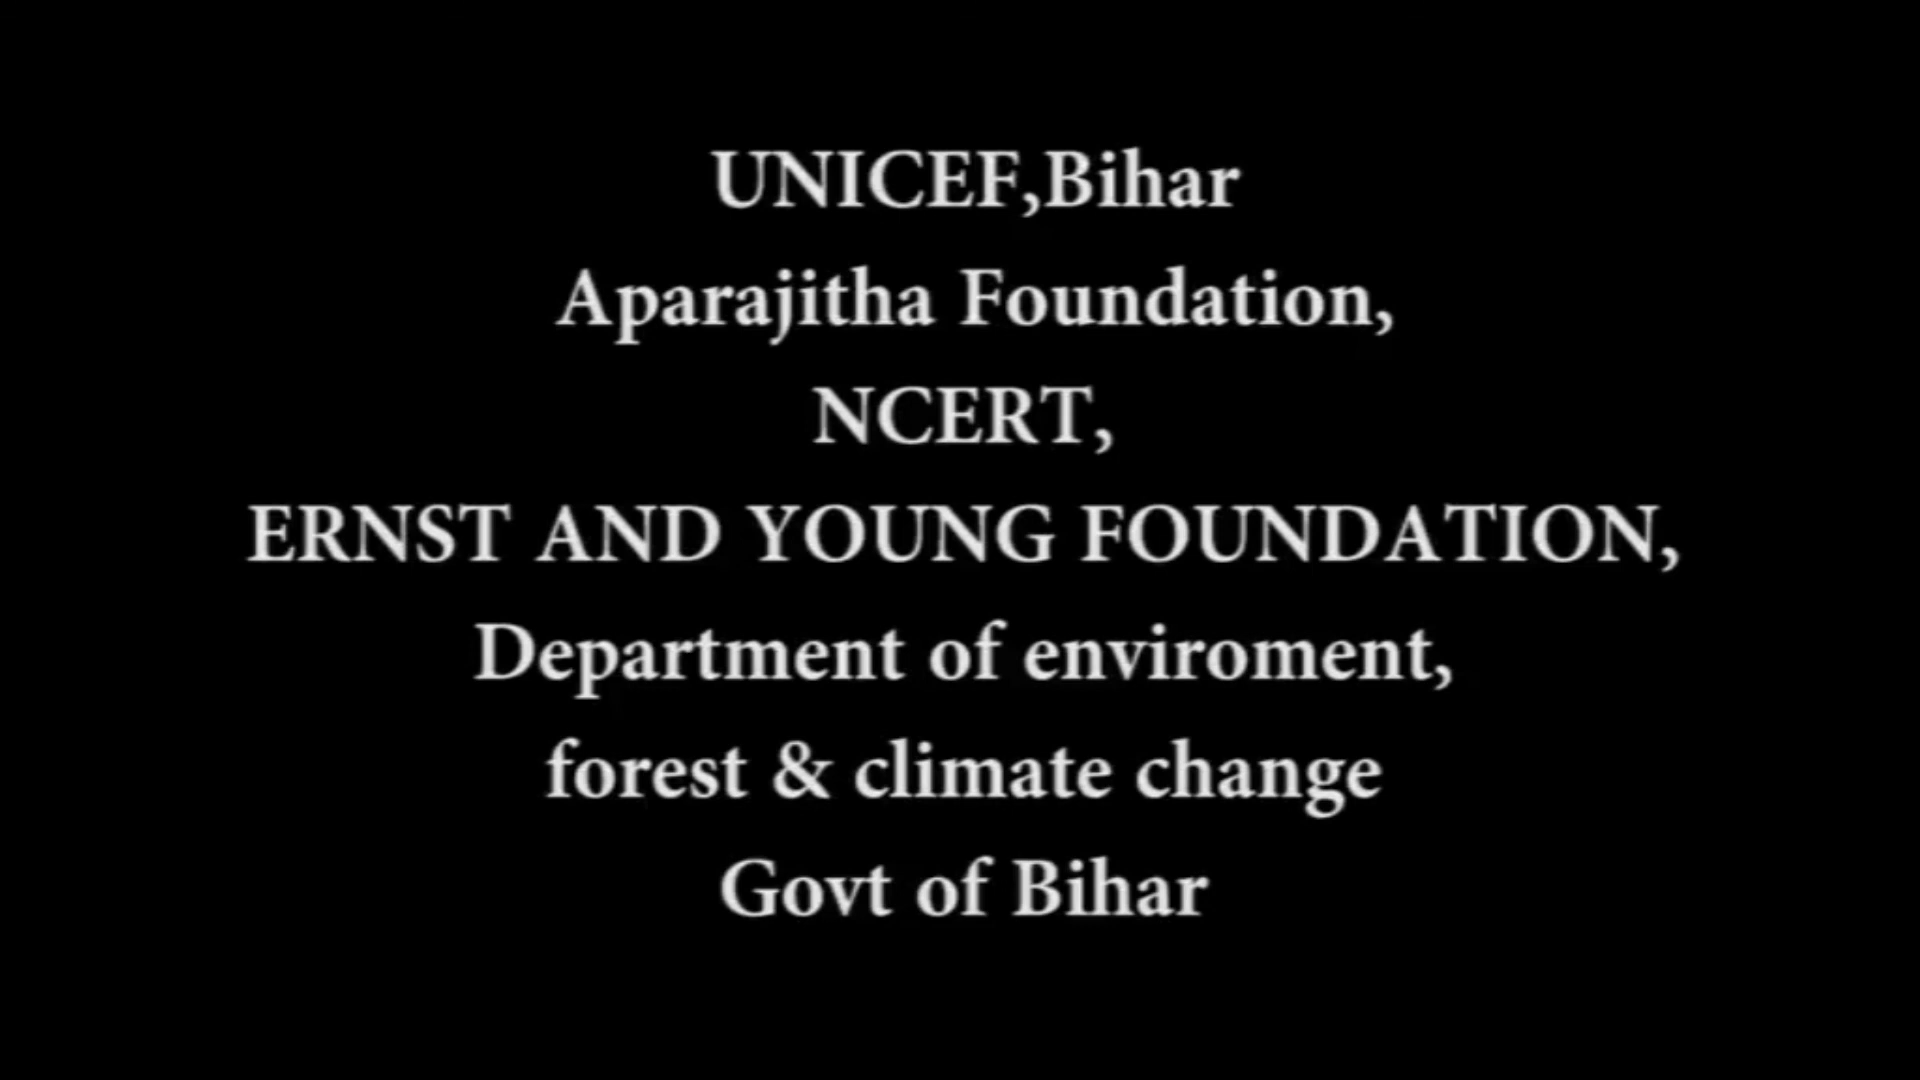 UNICEF,Bihar
Aparajitha Foundation,
NCERT,
ERNST AND YOUNG FOUNDATION,
Department of enviroment,
forest & climate change
Govt of Bihar